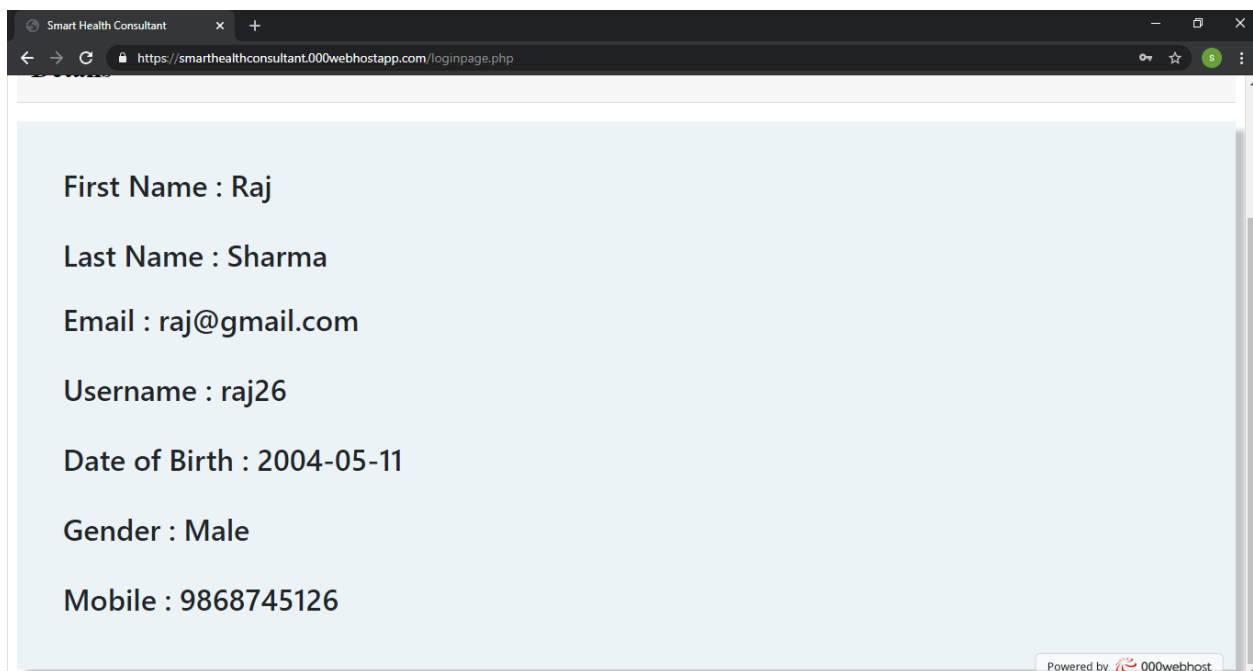 Smart Health Consultant
https://smarthealthconsultant.000webhostapp.com/loginpage.php
S
Details
First Name : Raj
Last Name : Sharma
Email : raj@gmail.com
Username : raj26
Date of Birth : 2004-05-11
Gender : Male
Mobile : 9868745126
Powered by 000webhost